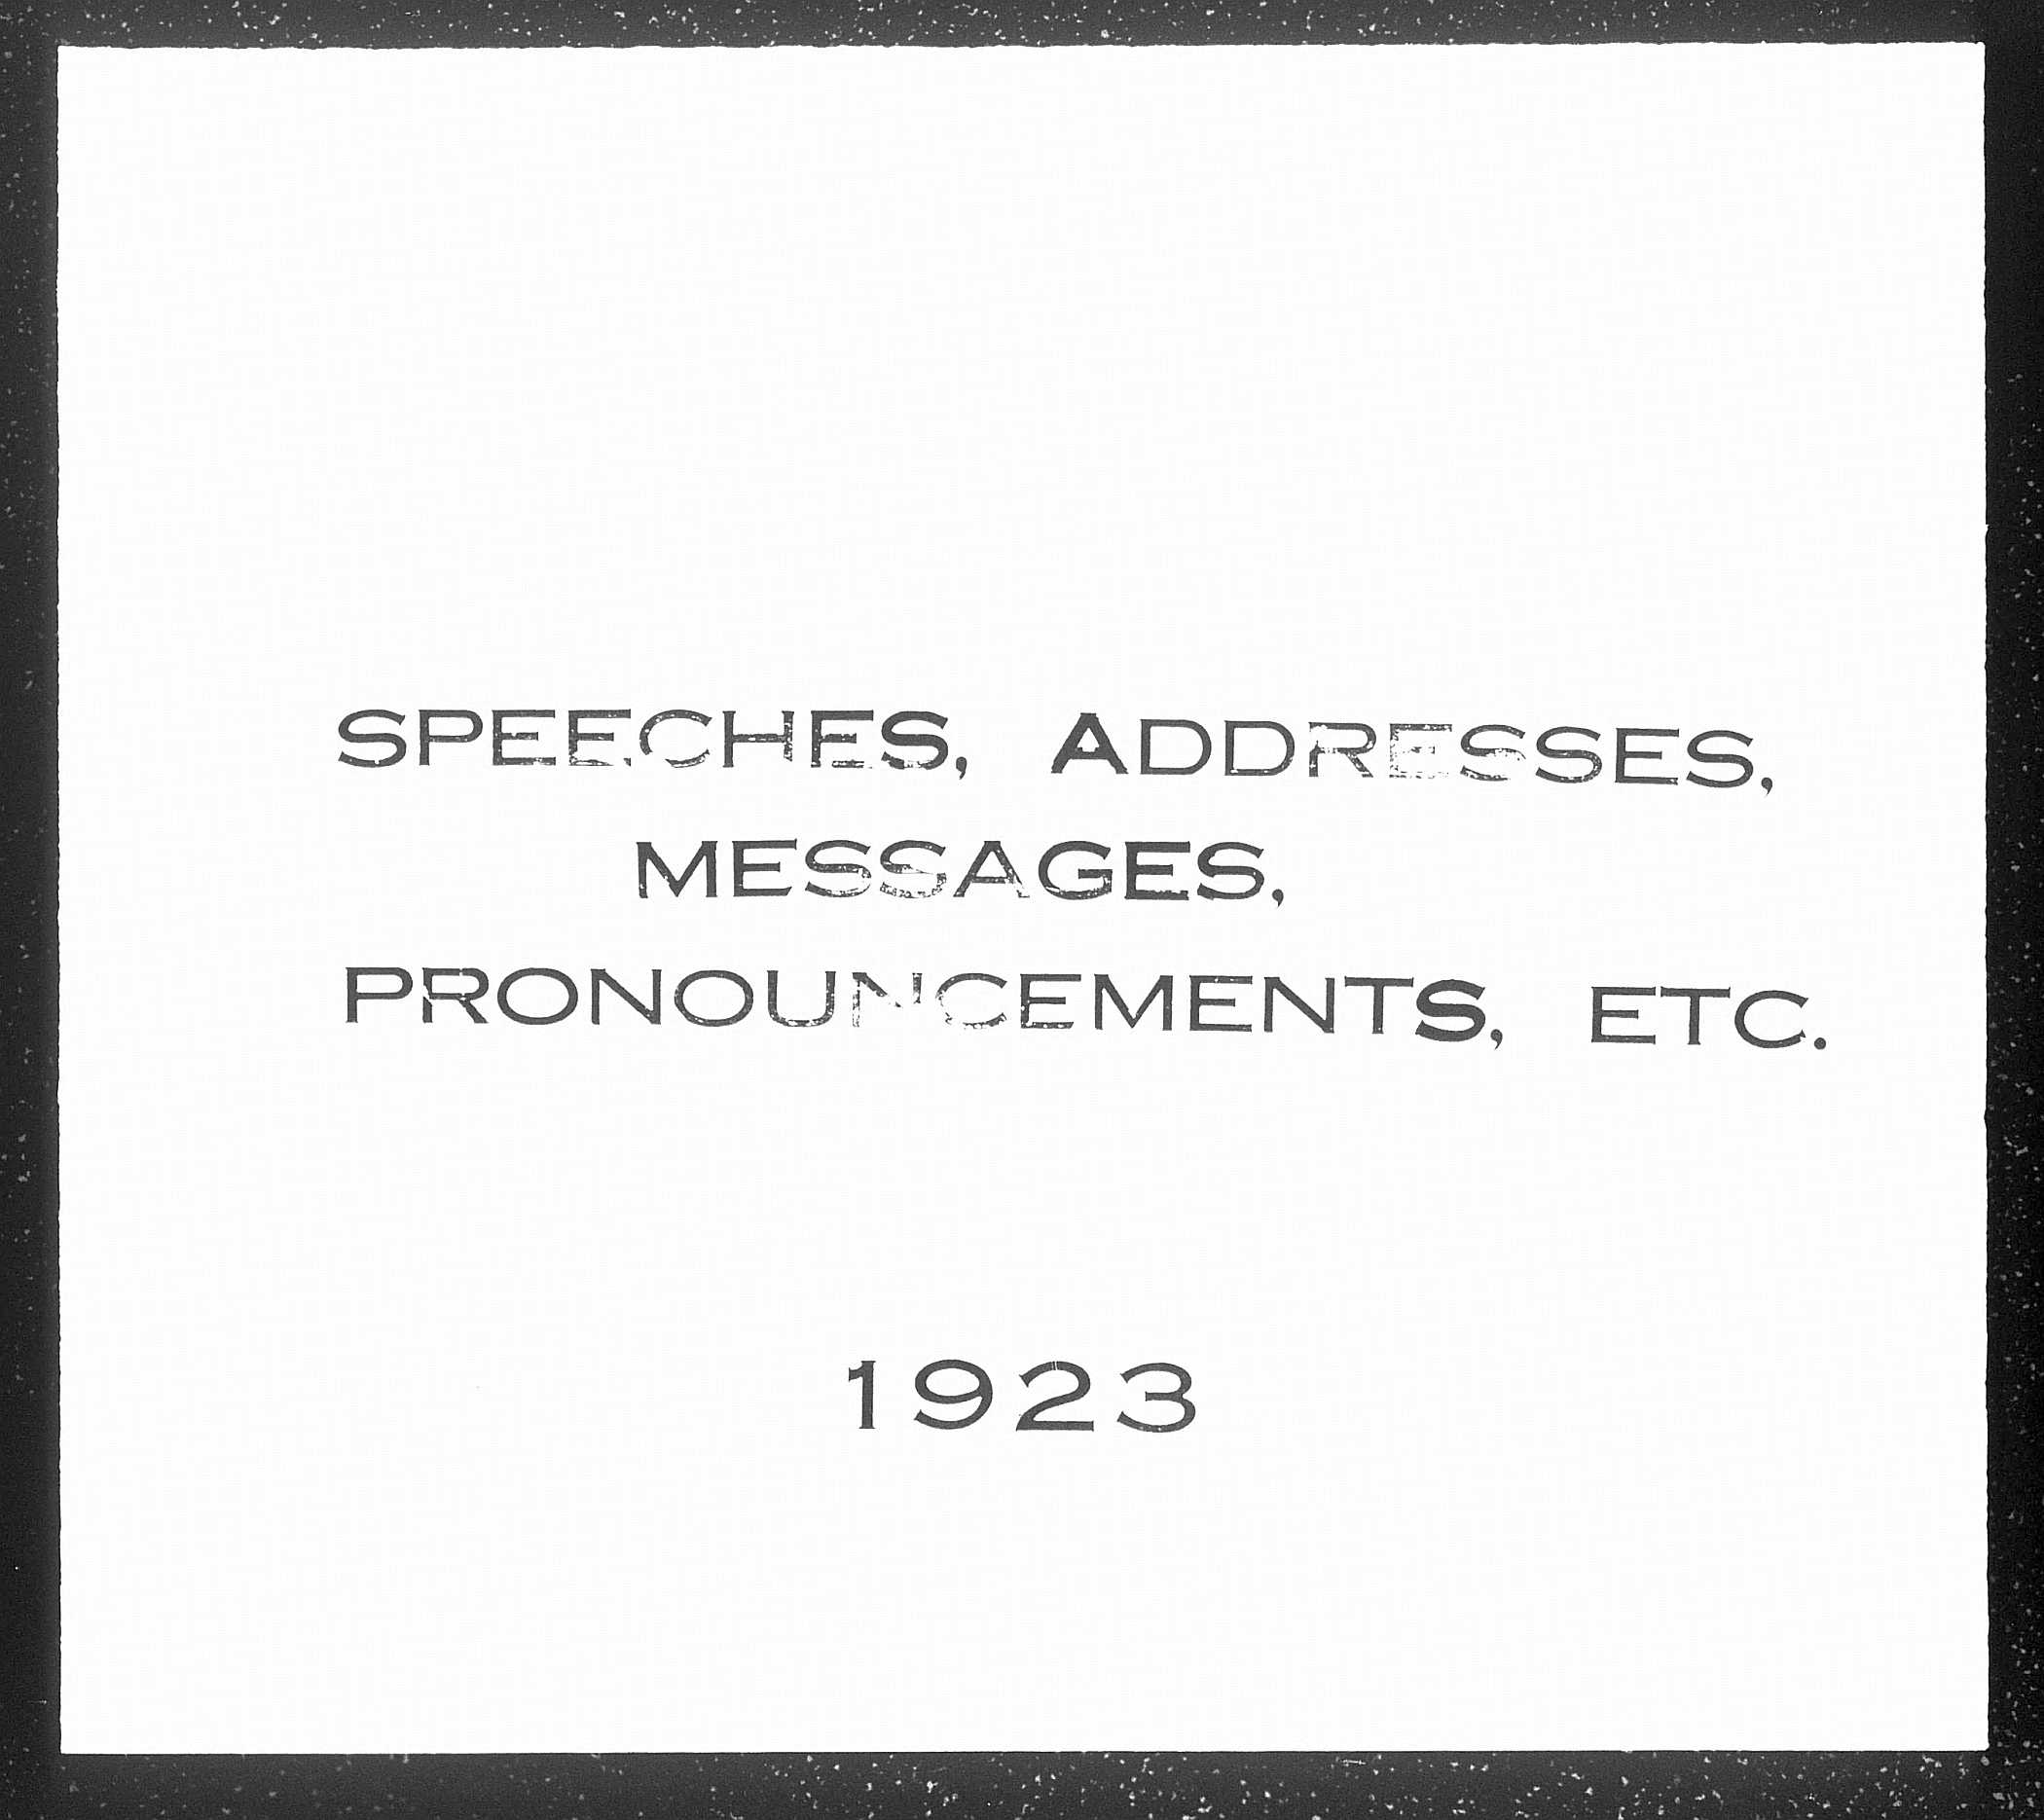 SPEECHES, ADDRESSES,
MESSAGES,
PRONOUNCEMENTS, ETC.
1923